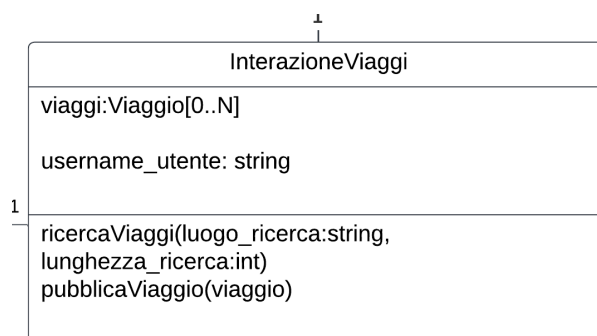 1
InterazioneViaggi
viaggi:Viaggio[0..N]
username_utente: string
1
ricercaViaggi(luogo_ricerca:string,
lunghezza_ricerca:int)
pubblicaViaggio(viaggio)